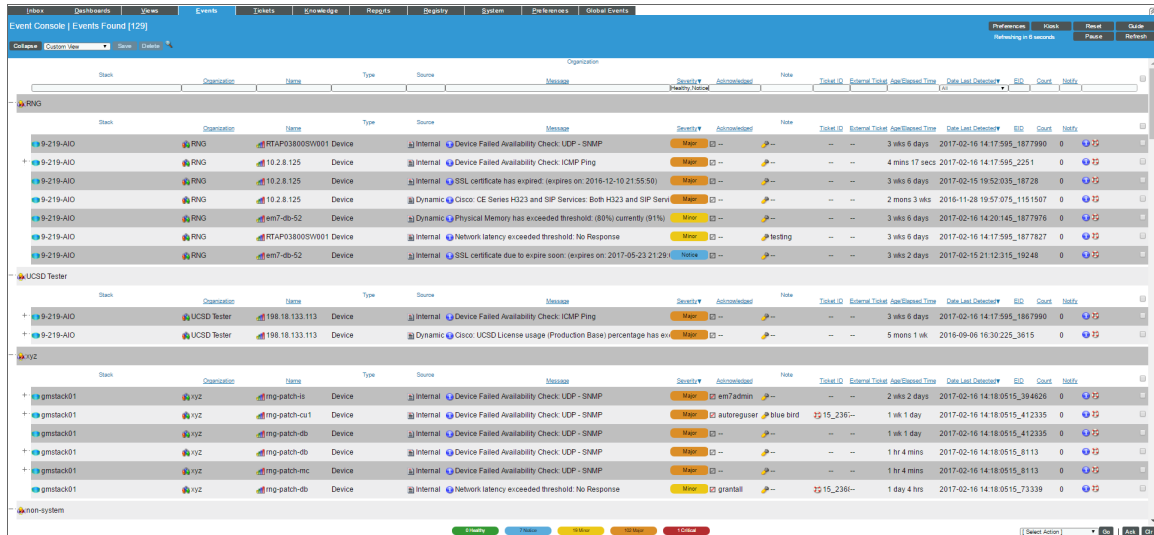 Inbox Dashboards Views Events Tickets Knowledge Reports Registry System Preferences Global Events
Event Console | Events Found [129] Preferences Kiosk Reset Guide
Refreshing in 6 seconds Pause Refresh
Collapse Custom View Save Delete
Organization
Stack Organization Name Type Source Message Severity Acknowledged Note Ticket ID External Ticket Age/Elapsed Time Date Last Detected EID Count Notify
Healthy,Notice All
RNG
Stack Organization Name Type Source Message Severity Acknowledged Note Ticket ID External Ticket Age/Elapsed Time Date Last Detected EID Count Notify
9-219-AIO RNG RTAP03800SW001 Device Internal Device Failed Availability Check: UDP - SNMP Major -- -- -- -- 3 wks 6 days 2017-02-16 14:17:595_1877990 0
9-219-AIO RNG 10.2.8.125 Device Internal Device Failed Availability Check: ICMP Ping Major -- -- -- -- 4 mins 17 secs 2017-02-16 14:17:595_2251 0
9-219-AIO RNG 10.2.8.125 Device Internal SSL certificate has expired: (expires on: 2016-12-10 21:55:50) Major -- -- -- -- 3 wks 6 days 2017-02-15 19:52:035_18728 0
9-219-AIO RNG 10.2.8.125 Device Dynamic Cisco: CE Series H323 and SIP Services: Both H323 and SIP Servi Major -- -- -- -- 2 mons 3 wks 2016-11-28 19:57:075_1151507 0
9-219-AIO RNG em7-db-52 Device Dynamic Physical Memory has exceeded threshold: (80%) currently (91%) Minor -- -- -- -- 3 wks 6 days 2017-02-16 14:20:145_1877976 0
9-219-AIO RNG RTAP03800SW001 Device Internal Network latency exceeded threshold: No Response Minor -- testing -- -- 3 wks 6 days 2017-02-16 14:17:595_1877827 0
9-219-AIO RNG em7-db-52 Device Internal SSL certificate due to expire soon: (expires on: 2017-05-23 21:29: Notice -- -- -- -- 3 wks 2 days 2017-02-15 21:12:315_19248 0
UCSD Tester
Stack Organization Name Type Source Message Severity Acknowledged Note Ticket ID External Ticket Age/Elapsed Time Date Last Detected EID Count Notify
9-219-AIO UCSD Tester 198.18.133.113 Device Internal Device Failed Availability Check: ICMP Ping Major -- -- -- -- 3 wks 6 days 2017-02-16 14:17:595_1867990 0
9-219-AIO UCSD Tester 198.18.133.113 Device Dynamic Cisco: UCSD License usage (Production Base) percentage has ex Major -- -- -- -- 5 mons 1 wk 2016-09-06 16:30:225_3615 0
xyz
Stack Organization Name Type Source Message Severity Acknowledged Note Ticket ID External Ticket Age/Elapsed Time Date Last Detected EID Count Notify
gmstack01 xyz rng-patch-is Device Internal Device Failed Availability Check: UDP - SNMP Major em7admin -- -- -- 2 wks 2 days 2017-02-16 14:18:0515_394626 0
gmstack01 xyz rng-patch-cu1 Device Internal Device Failed Availability Check: UDP - SNMP Major autoreguser blue bird 15_236 -- 1 wk 1 day 2017-02-16 14:18:0515_412335 0
gmstack01 xyz rng-patch-db Device Internal Device Failed Availability Check: UDP - SNMP Major -- -- -- -- 1 wk 1 day 2017-02-16 14:18:0515_412335 0
gmstack01 xyz rng-patch-db Device Internal Device Failed Availability Check: UDP - SNMP Major -- -- -- -- 1 hr 4 mins 2017-02-16 14:18:0515_8113 0
gmstack01 xyz rng-patch-mc Device Internal Device Failed Availability Check: UDP - SNMP Major -- -- -- -- 1 hr 4 mins 2017-02-16 14:18:0515_8113 0
gmstack01 xyz rng-patch-db Device Internal Network latency exceeded threshold: No Response Minor grantall -- 15_236 -- 1 day 4 hrs 2017-02-16 14:18:0515_73339 0
non-system
0 Healthy 7 Notice 19 Minor 102 Major 1 Critical [ Select Action ] Go Ack Clr